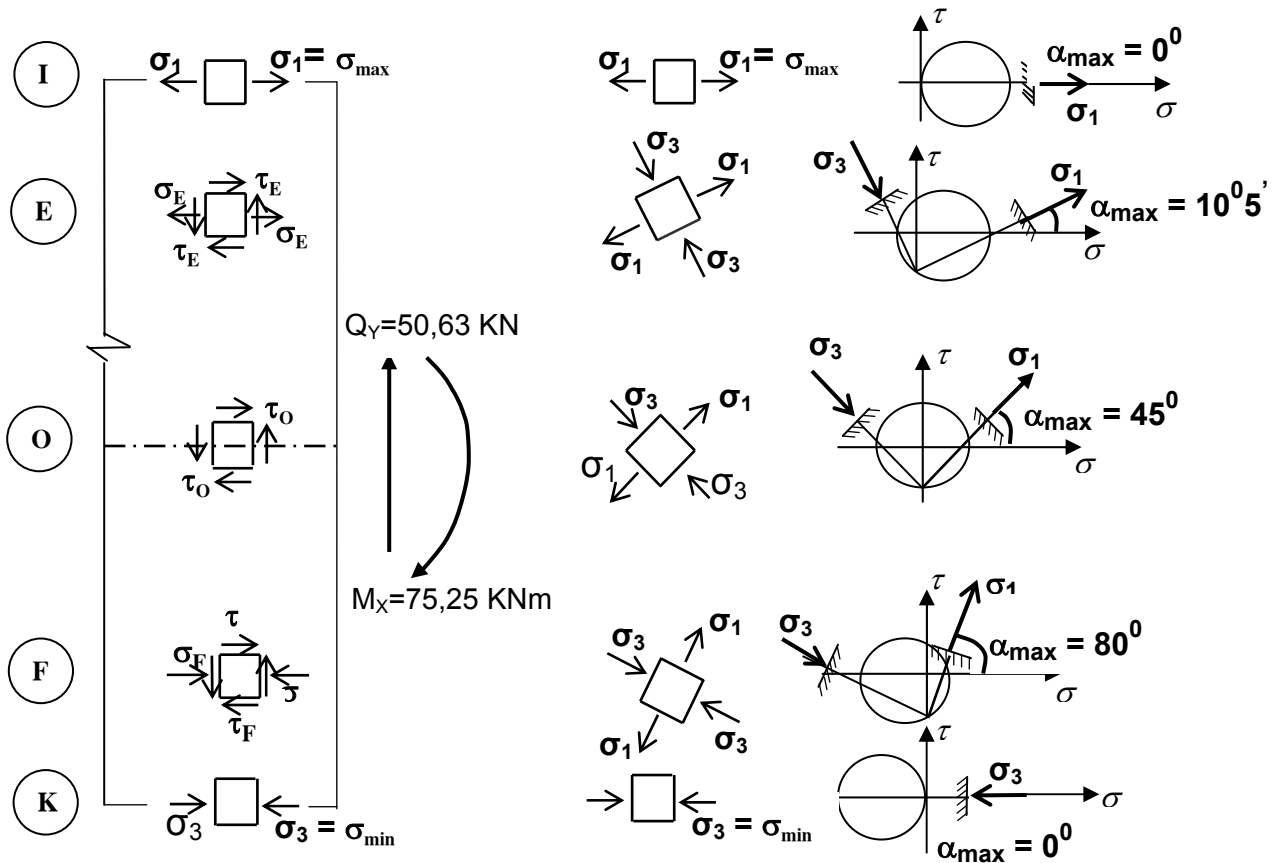 I
σ₁ σ₁= σmax
σ₁ σ₁= σmax
τ
αmax = 0⁰
σ₁ σ
E
σE τE
τE σE
σ₃ σ₁
σ₁ σ₃
σ₃ τ σ₁
αmax = 10⁰5'
σ
QY=50,63 KN
O
τO
τO
σ₃ σ₁
σ₁ σ₃
σ₃ τ σ₁
αmax = 45⁰
σ
MX=75,25 KNm
F
τ
σF
τF
σ₃ σ₁
σ₁ σ₃
σ₃ τ σ₁
αmax = 80⁰
σ
K
σ₃ σ₃ = σmin
σ₃ = σmin
τ
σ₃
σ
αmax = 0⁰